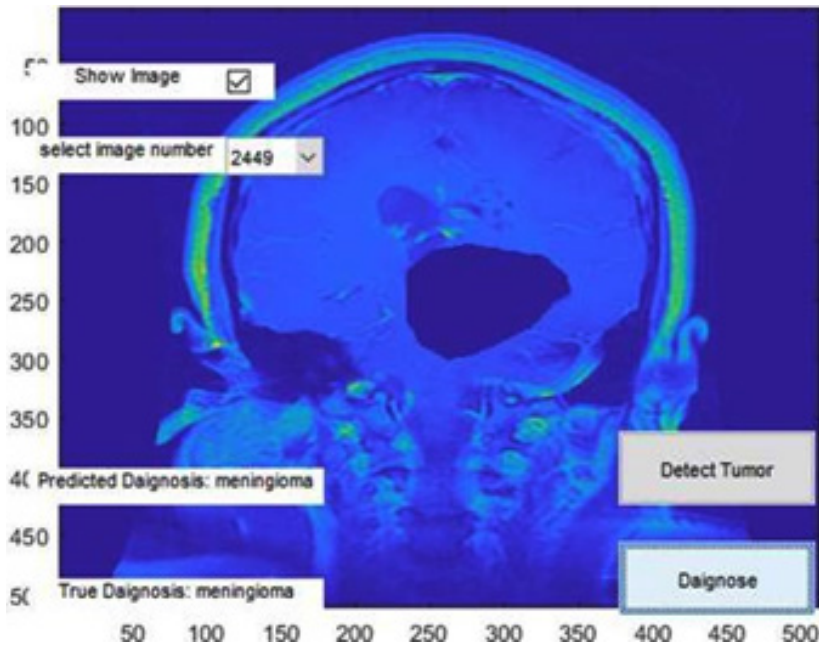 Show Image
100
select image number 2449
150
200
250
300
350
Detect Tumor
Predicted Daignosis: meningioma
450
Daignose
True Daignosis: meningioma
50 100 150 200 250 300 350 400 450 500